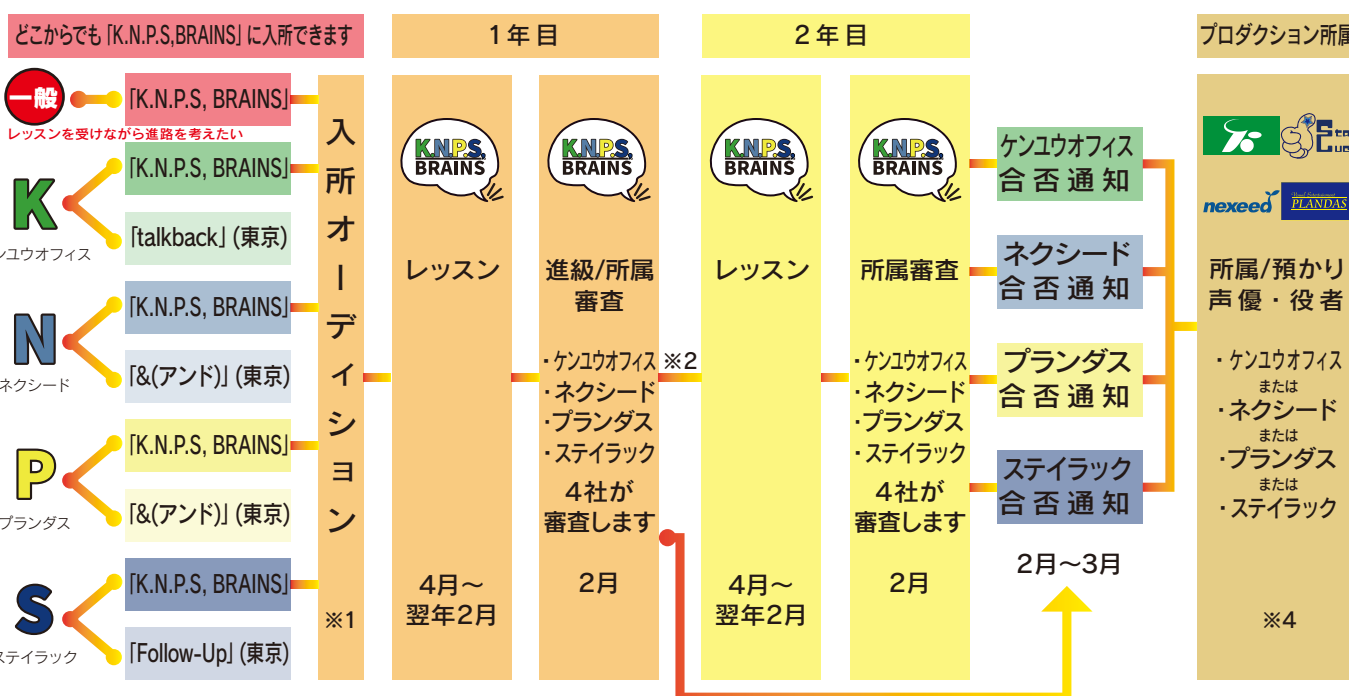 どこからでも「K.N.P.S,BRAINS」に入所できます
1年目
2年目
プロダクション所属
一般
「K.N.P.S, BRAINS」
レッスンを受けながら進路を考えたい
K
ンユウオフィス
「K.N.P.S, BRAINS」
「talkback」(東京)
N
ネクシード
「K.N.P.S, BRAINS」
「&(アンド)」(東京)
P
プランダス
「K.N.P.S, BRAINS」
「&(アンド)」(東京)
S
ステイラック
「K.N.P.S, BRAINS」
「Follow-Up」(東京)
入所オーディション
※1
K.N.P.S,
BRAINS
レッスン
4月〜
翌年2月
K.N.P.S,
BRAINS
進級/所属
審査
・ケンユウオフィス
・ネクシード
・プランダス
・ステイラック
4社が
審査します
2月
※2
K.N.P.S,
BRAINS
レッスン
4月〜
翌年2月
K.N.P.S,
BRAINS
所属審査
・ケンユウオフィス
・ネクシード
・プランダス
・ステイラック
4社が
審査します
2月
ケンユウオフィス
合否通知
ネクシード
合否通知
プランダス
合否通知
ステイラック
合否通知
2月〜3月
nexeed
PLANDAS
所属/預かり
声優・役者
・ケンユウオフィス
または
・ネクシード
または
・プランダス
または
・ステイラック
※4